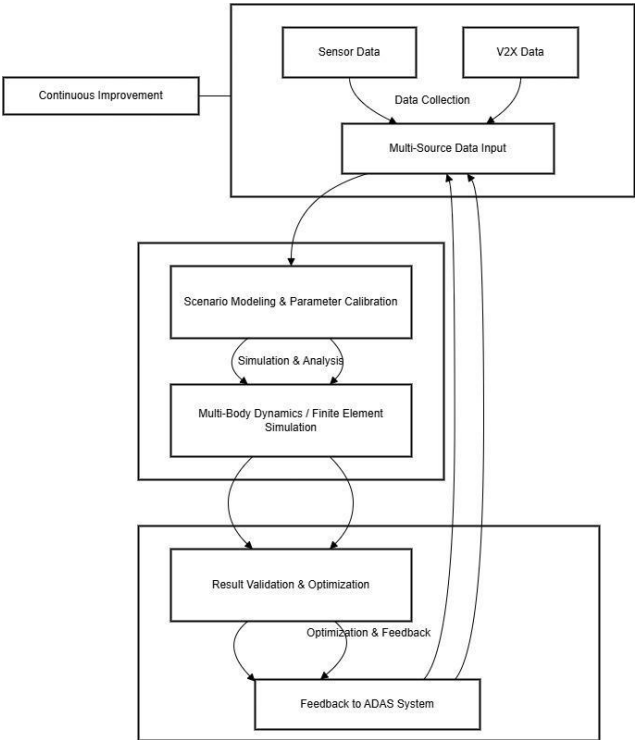 Sensor Data
V2X Data
Continuous Improvement
Data Collection
Multi-Source Data Input
Scenario Modeling & Parameter Calibration
Simulation & Analysis
Multi-Body Dynamics / Finite Element
Simulation
Result Validation & Optimization
Optimization & Feedback
Feedback to ADAS System